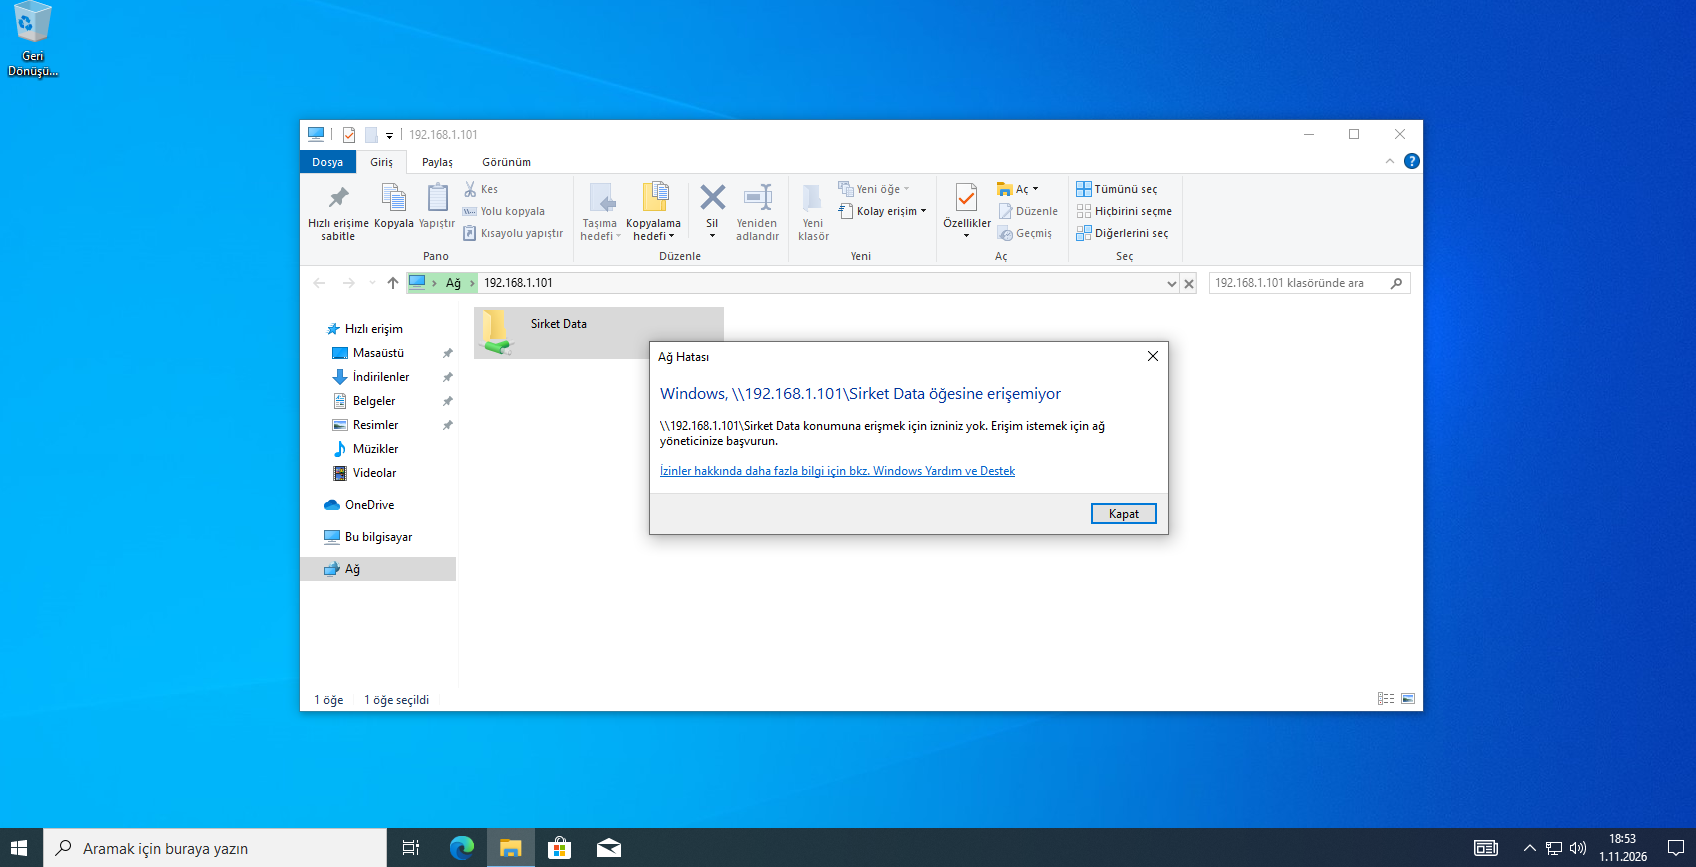 Geri
Dönüşü...
192.168.1.101
Dosya
Giriş
Paylaş
Görünüm
Hızlı erişime
sabitle
Kopyala
Yapıştır
Kes
Yolu kopyala
Kısayolu yapıştır
Pano
Taşıma
hedefi
Kopyalama
hedefi
Sil
Yeniden
adlandır
Düzenle
Yeni
klasör
Yeni öğe
Kolay erişim
Yeni
Özellikler
Aç
Düzenle
Geçmiş
Aç
Tümünü seç
Hiçbirini seçme
Diğerlerini seç
Seç
Ağ
192.168.1.101
192.168.1.101 klasöründe ara
Hızlı erişim
Masaüstü
İndirilenler
Belgeler
Resimler
Müzikler
Videolar
OneDrive
Bu bilgisayar
Ağ
Sirket Data
Ağ Hatası
Windows, \\192.168.1.101\Sirket Data öğesine erişemiyor
\\192.168.1.101\Sirket Data konumuna erişmek için izniniz yok. Erişim istemek için ağ
yöneticinize başvurun.
İzinler hakkında daha fazla bilgi için bkz. Windows Yardım ve Destek
Kapat
1 öğe
1 öğe seçildi
Aramak için buraya yazın
18:53
1.11.2026